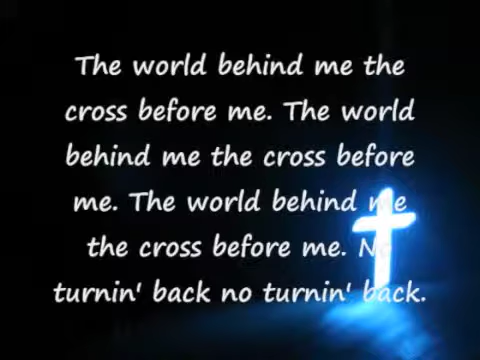 The world behind me the
cross before me. The world
behind me the cross before
me. The world behind me
the cross before me. No
turnin' back no turnin' back.